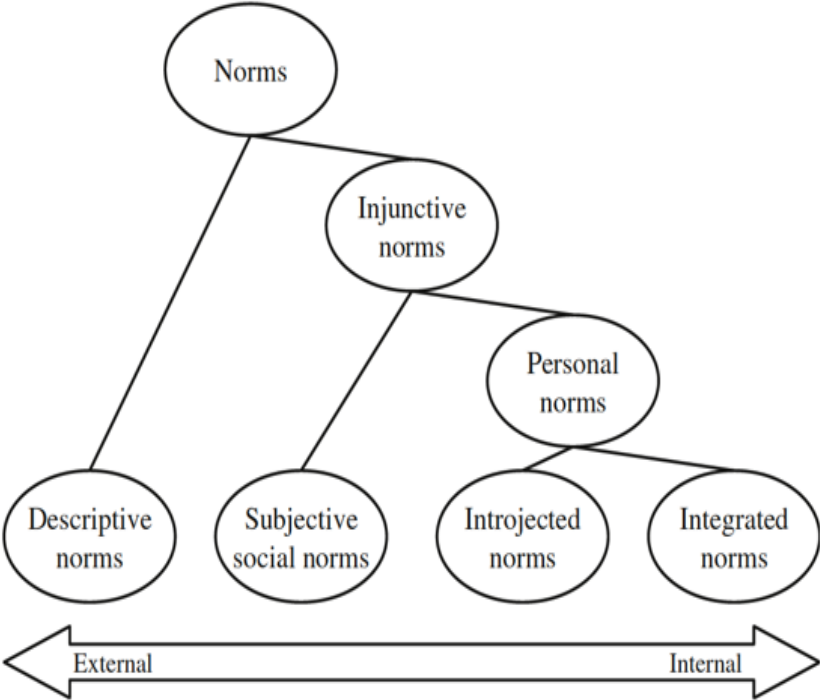 Norms
Injunctive
norms
Personal
norms
Descriptive
norms
Subjective
social norms
Introjected
norms
Integrated
norms
External
Internal